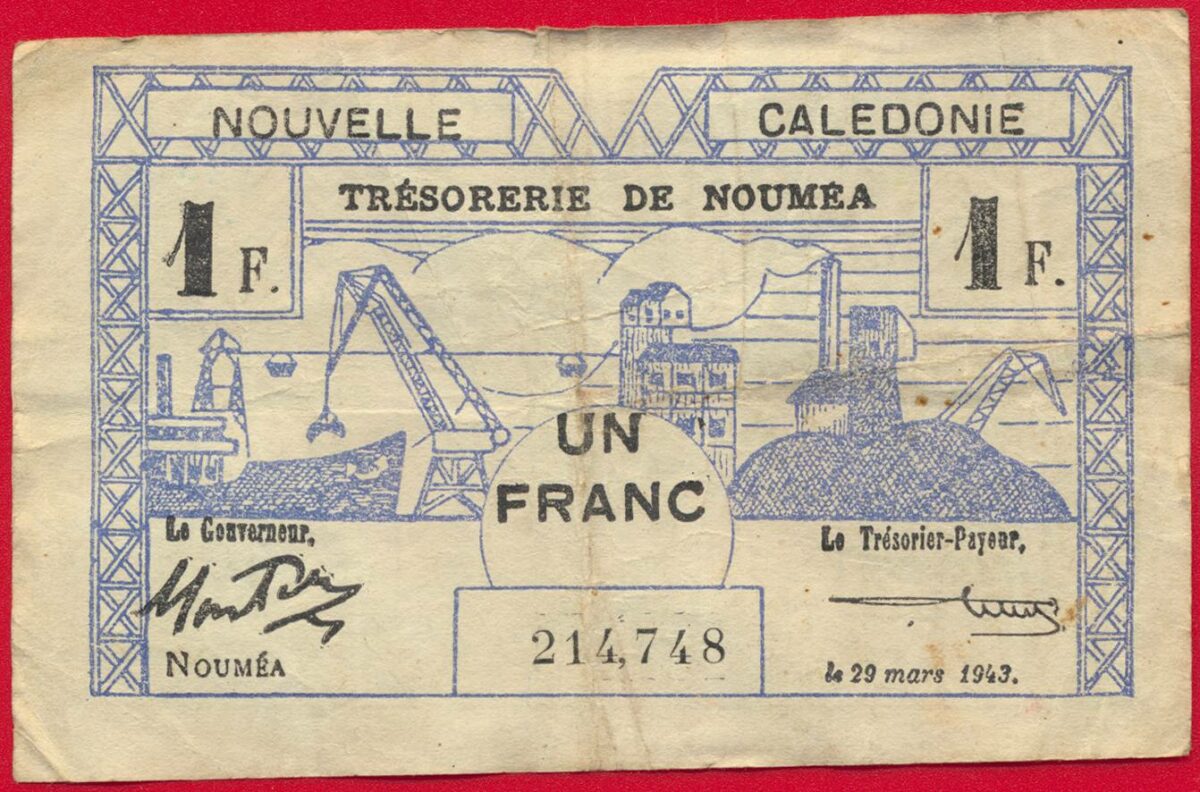 NOUVELLE CALEDONIE
TRÉSORERIE DE NOUMÉA
1 F. 1 F.
UN
FRANC
Le Gouverneur,
Le Trésorier-Payeur,
NOUMÉA
214,748
le 29 mars 1943.